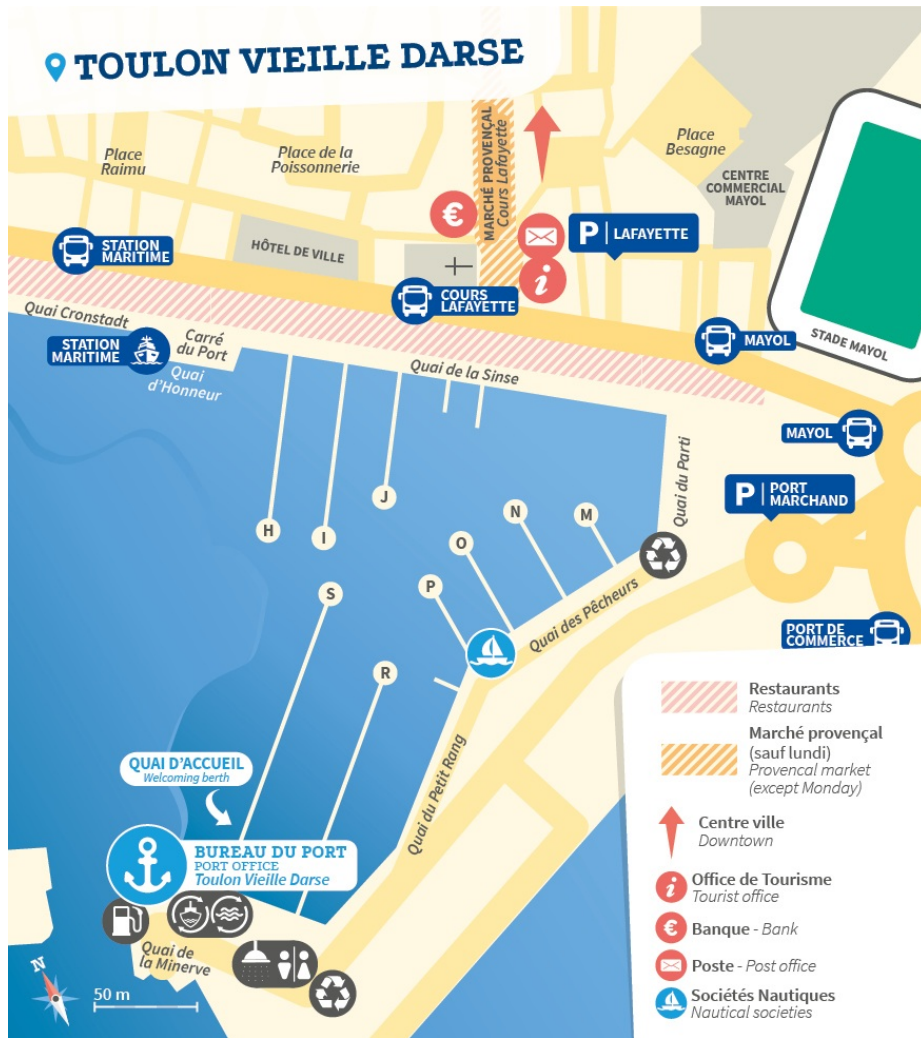 TOULON VIEILLE DARSE
Place
Raimu
Place de la
Poissonnerie
MARCHÉ PROVENÇAL
Cours Lafayette
Place
Besagne
CENTRE
COMMERCIAL
MAYOL
€
P | LAFAYETTE
STATION
MARITIME
HÔTEL DE VILLE
i
COURS
LAFAYETTE
MAYOL
STADE MAYOL
Quai Cronstadt
STATION
MARITIME
Carré
du Port
Quai
d'Honneur
Quai de la Sinse
MAYOL
Quai du Parti
P | PORT
MARCHAND
H
I
J
O
N
M
S
P
R
Quai des Pêcheurs
PORT DE
COMMERCE
Quai du Petit Rang
QUAI D'ACCUEIL
Welcoming berth
BUREAU DU PORT
PORT OFFICE
Toulon Vieille Darse
Quai de
la Minerve
N
50 m
Restaurants
Restaurants
Marché provençal
(sauf lundi)
Provencal market
(except Monday)
Centre ville
Downtown
i
Office de Tourisme
Tourist office
€
Banque - Bank
Poste - Post office
Sociétés Nautiques
Nautical societies